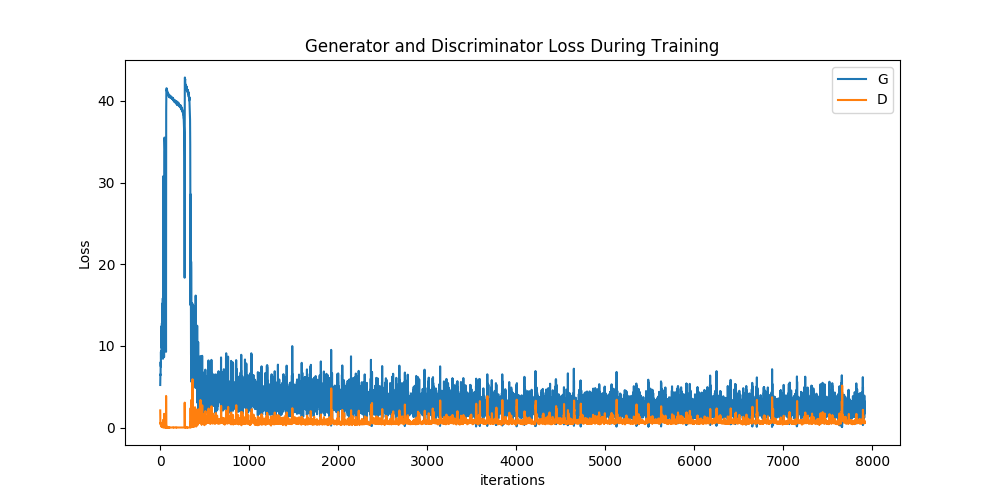 Generator and Discriminator Loss During Training
G
D
40
30
20
10
0
Loss
0 1000 2000 3000 4000 5000 6000 7000 8000
iterations